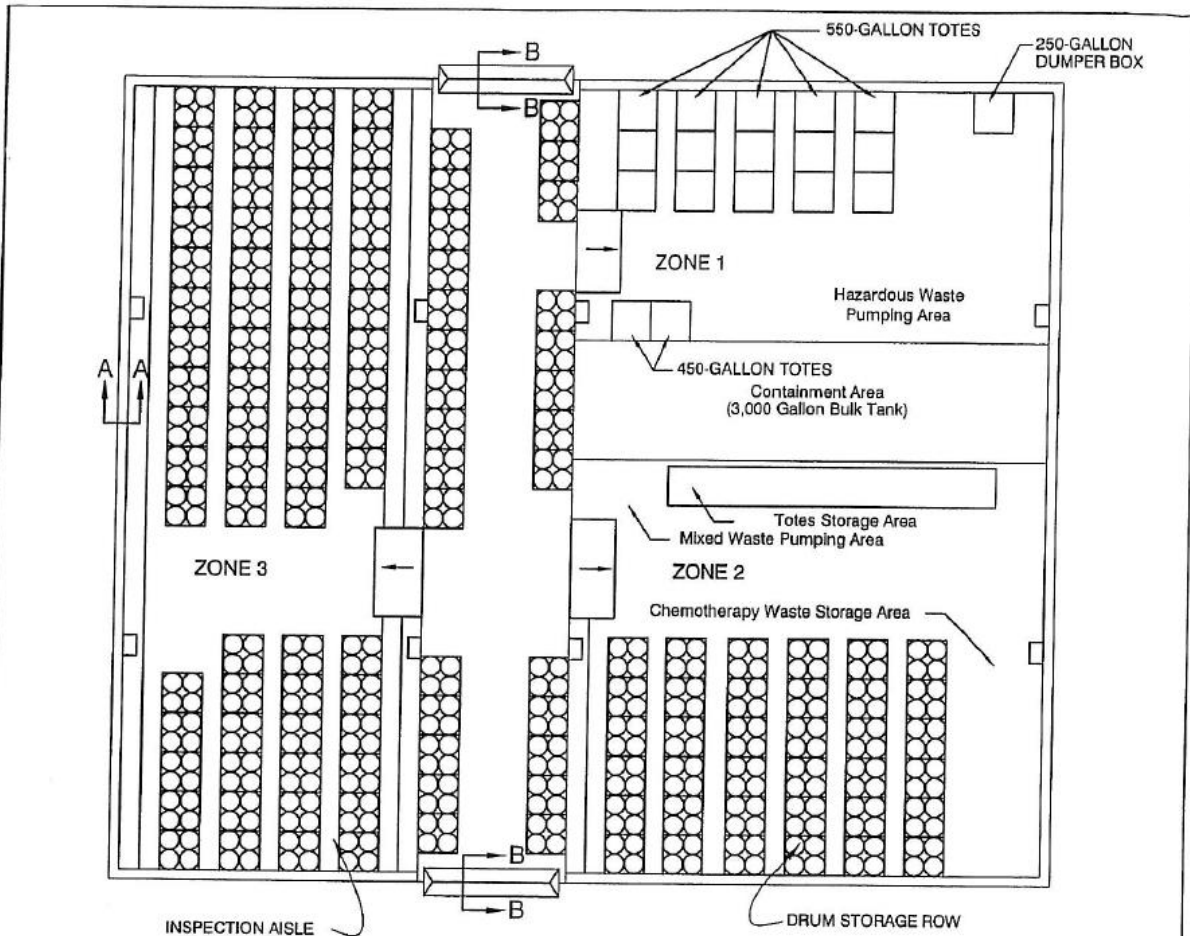 550-GALLON TOTES
250-GALLON
DUMPER BOX
B
B
ZONE 1
Hazardous Waste
Pumping Area
A
A
450-GALLON TOTES
Containment Area
(3,000 Gallon Bulk Tank)
Totes Storage Area
Mixed Waste Pumping Area
ZONE 3
ZONE 2
Chemotherapy Waste Storage Area
B
B
INSPECTION AISLE
DRUM STORAGE ROW